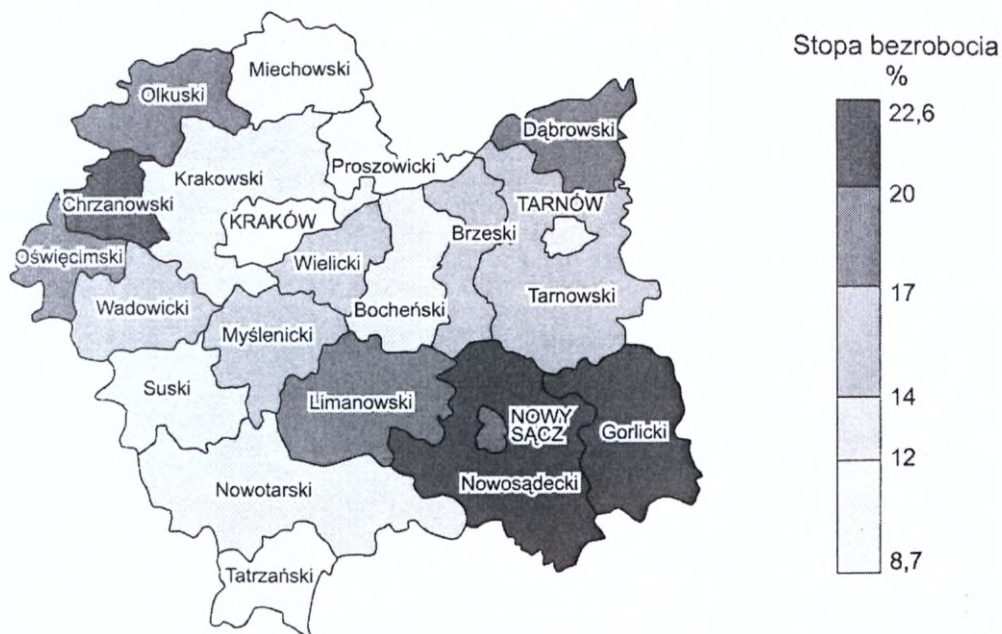 Stopa bezrobocia
%
22,6
20
17
14
12
8,7
Miechowski
Olkuski
Dąbrowski
Proszowicki
Krakowski
Chrzanowski
TARNÓW
KRAKÓW
Brzeski
Oświęcimski
Wielicki
Tarnowski
Wadowicki
Bocheński
Myślenicki
Suski
Limanowski
NOWY
SĄCZ
Gorlicki
Nowosądecki
Nowotarski
Tatrzański